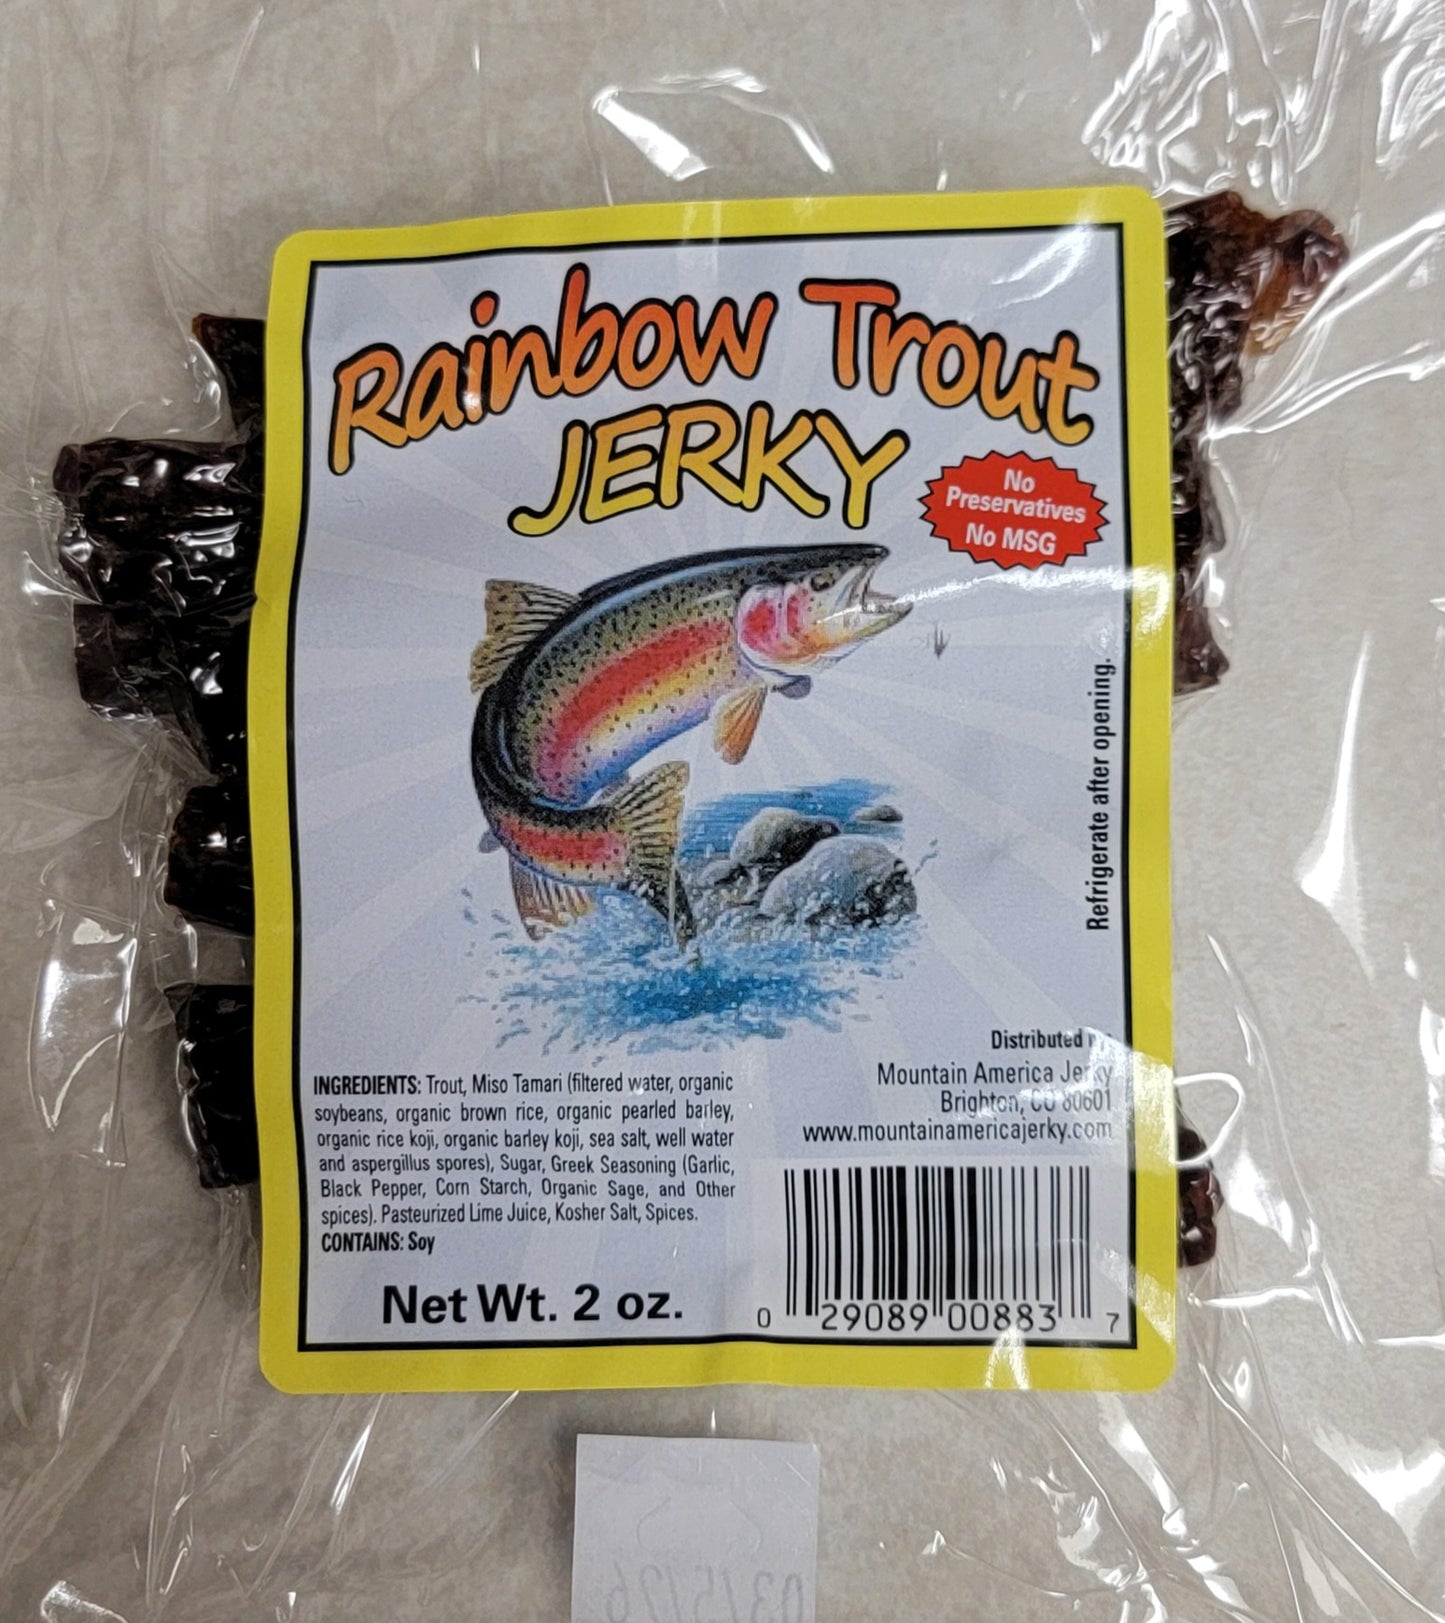 Rainbow Trout
JERKY
No
Preservatives
No MSG
Refrigerate after opening.
Distributed
Mountain America Jerky
Brighton, CO 80601
www.mountainamericajerky.com
INGREDIENTS: Trout, Miso Tamari (filtered water, organic
soybeans, organic brown rice, organic pearled barley,
organic rice koji, organic barley koji, sea salt, well water
and aspergillus spores), Sugar, Greek Seasoning (Garlic,
Black Pepper, Corn Starch, Organic Sage, and Other
spices). Pasteurized Lime Juice, Kosher Salt, Spices.
CONTAINS: Soy
Net Wt. 2 oz.
0 29089 00883 7
03/5/26